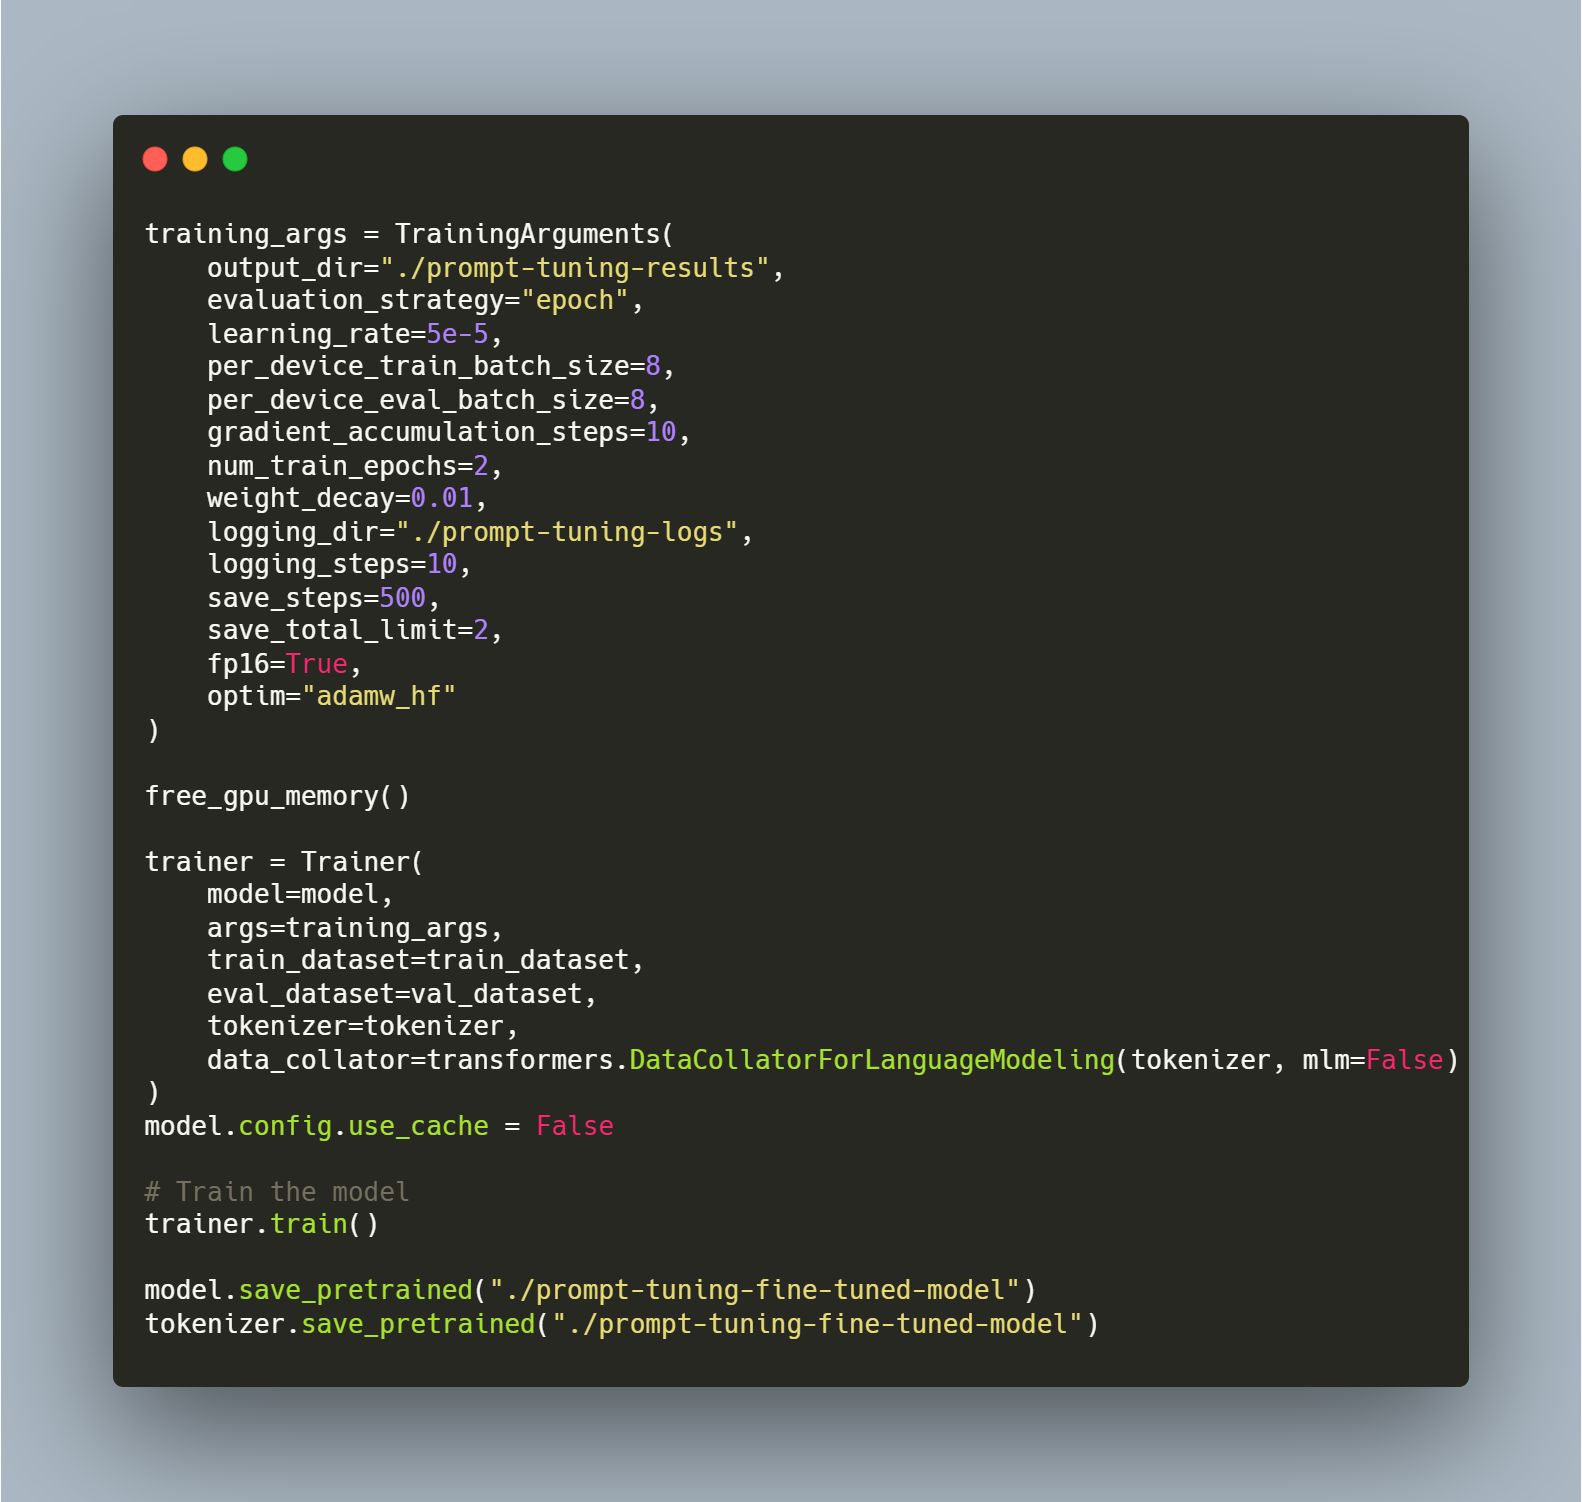 training_args = TrainingArguments(
    output_dir="./prompt-tuning-results",
    evaluation_strategy="epoch",
    learning_rate=5e-5,
    per_device_train_batch_size=8,
    per_device_eval_batch_size=8,
    gradient_accumulation_steps=10,
    num_train_epochs=2,
    weight_decay=0.01,
    logging_dir="./prompt-tuning-logs",
    logging_steps=10,
    save_steps=500,
    save_total_limit=2,
    fp16=True,
    optim="adamw_hf"
)

free_gpu_memory()

trainer = Trainer(
    model=model,
    args=training_args,
    train_dataset=train_dataset,
    eval_dataset=val_dataset,
    tokenizer=tokenizer,
    data_collator=transformers.DataCollatorForLanguageModeling(tokenizer, mlm=False)
)
model.config.use_cache = False

# Train the model
trainer.train()

model.save_pretrained("./prompt-tuning-fine-tuned-model")
tokenizer.save_pretrained("./prompt-tuning-fine-tuned-model")